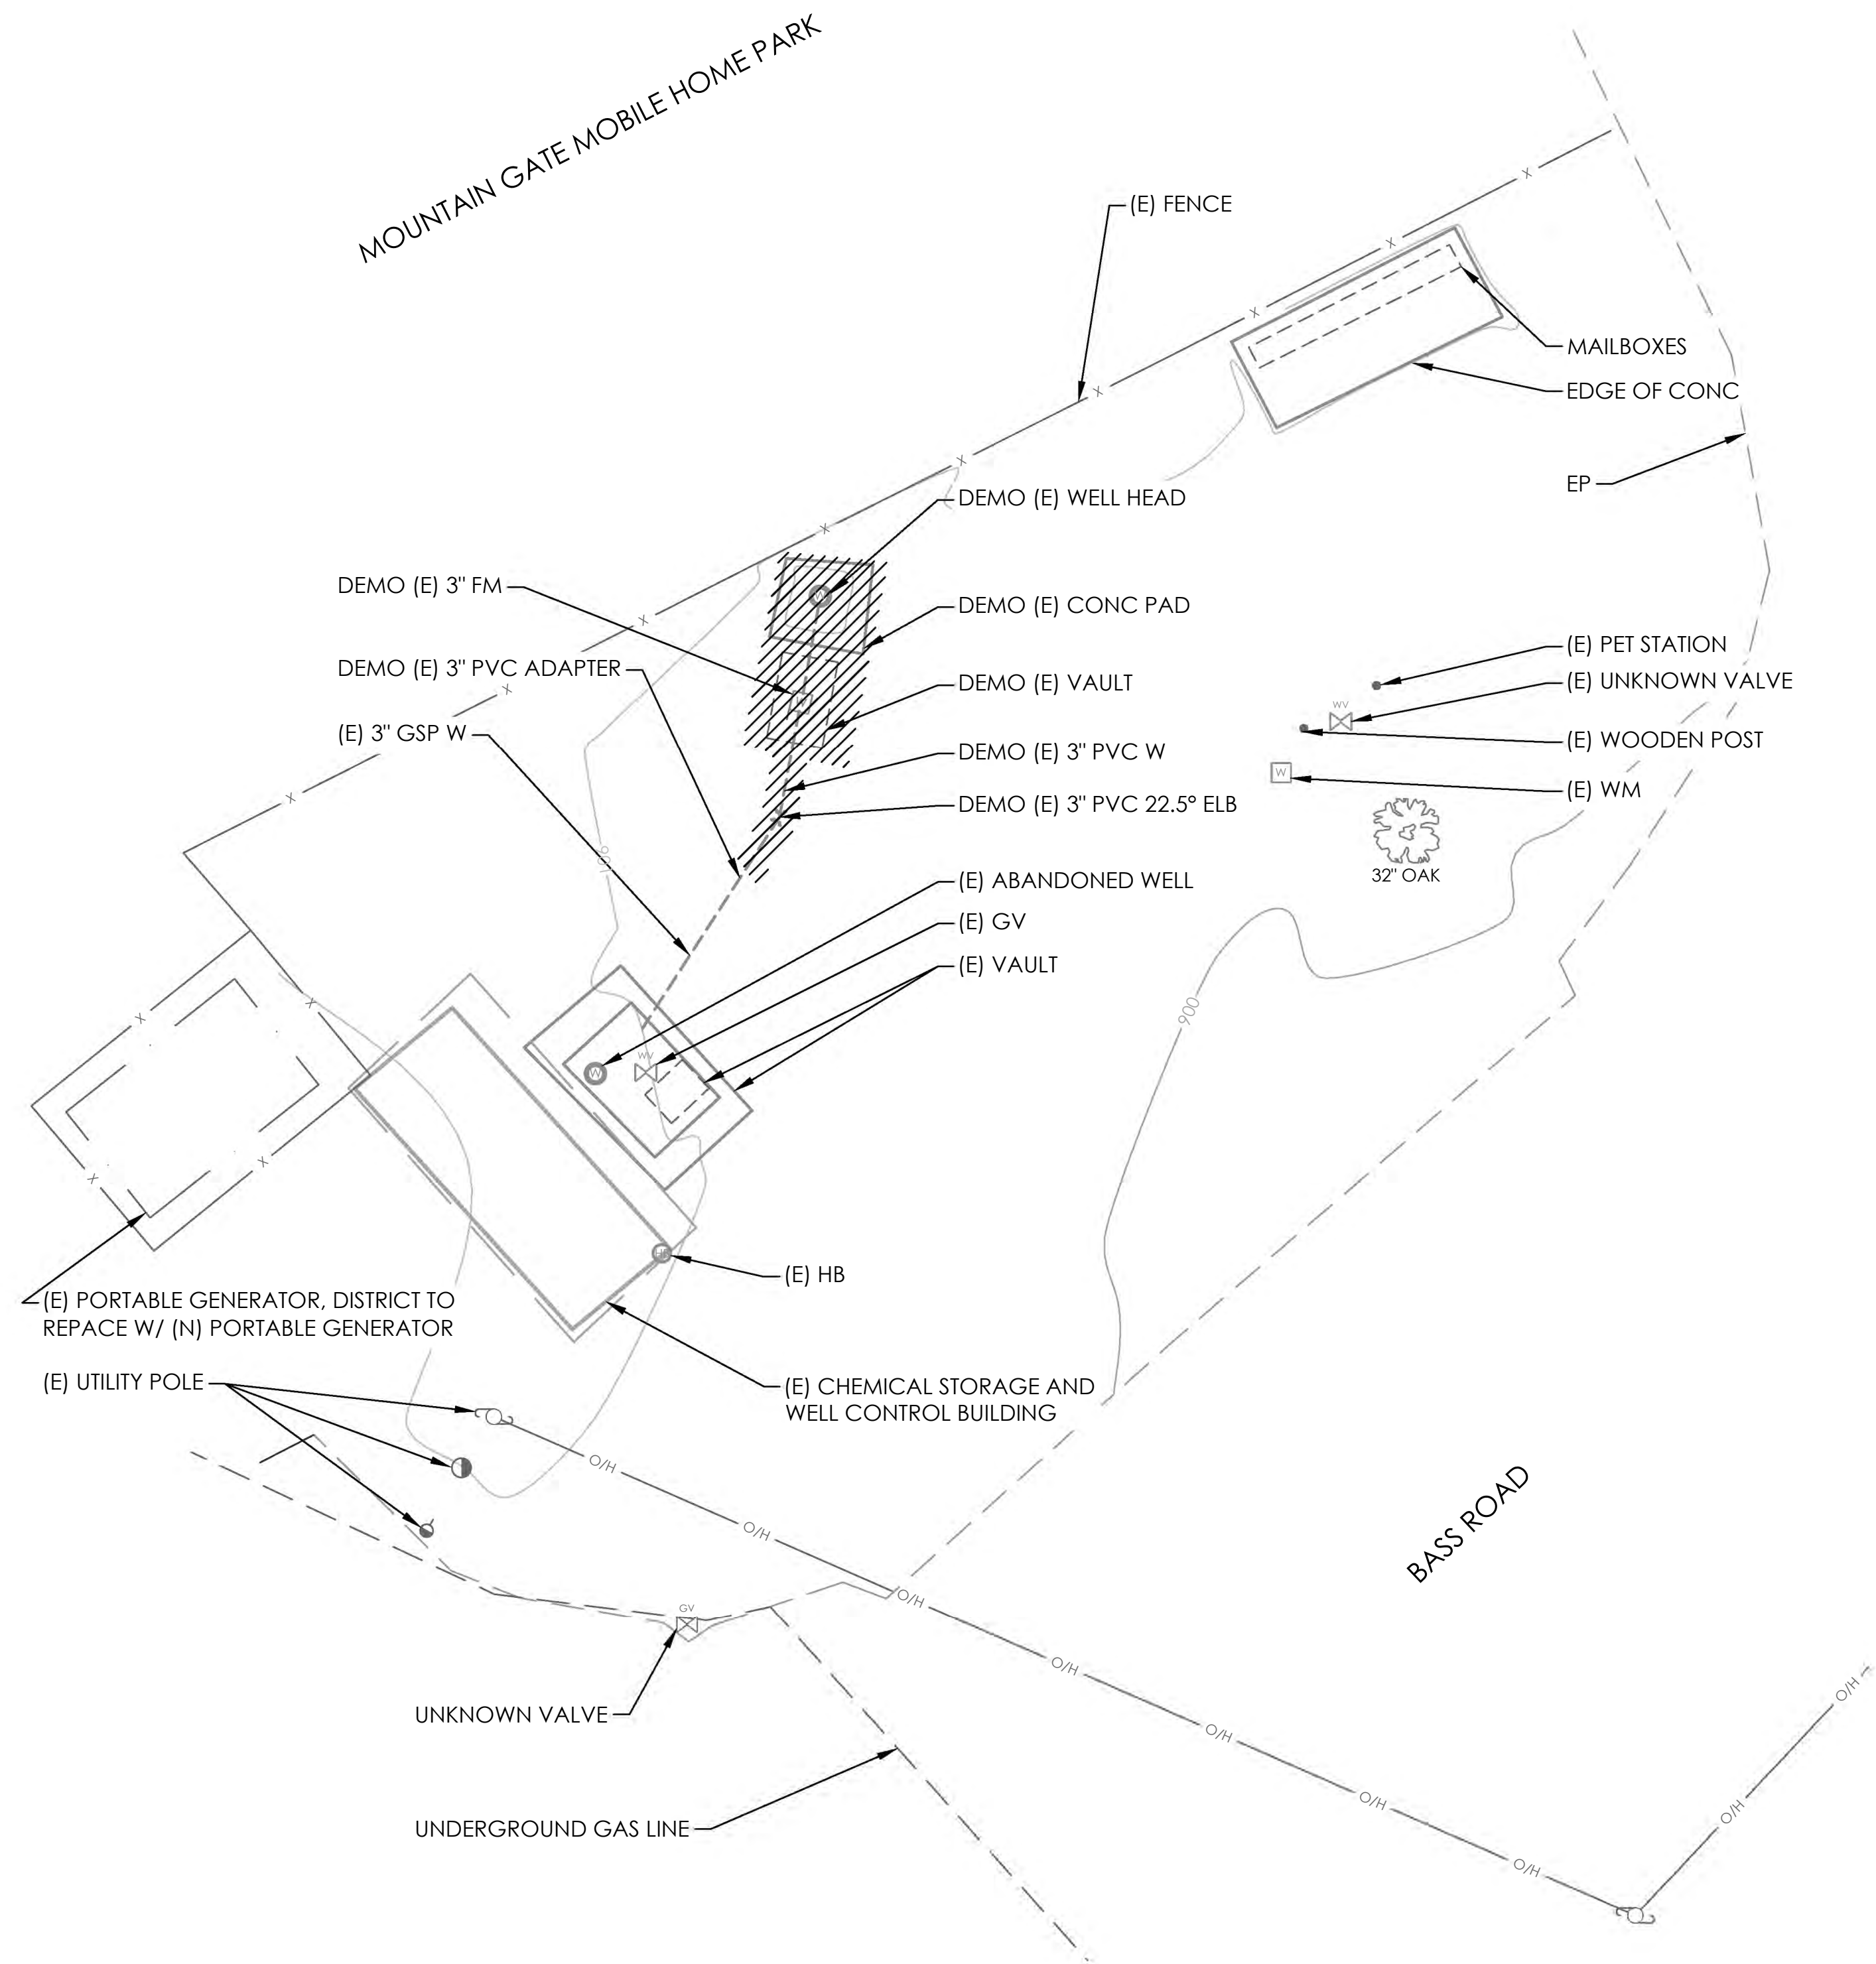 MOUNTAIN GATE MOBILE HOME PARK
X
(E) FENCE
X
X
MAILBOXES
EDGE OF CONC
X
X
EP
DEMO (E) WELL HEAD
X
DEMO (E) 3" FM
W
DEMO (E) CONC PAD
X
(E) PET STATION
DEMO (E) 3" PVC ADAPTER
DEMO (E) VAULT
(E) UNKNOWN VALVE
X
WV
(E) 3" GSP W
(E) WOODEN POST
DEMO (E) 3" PVC W
W
(E) WM
X
DEMO (E) 3" PVC 22.5° ELB
901
32" OAK
(E) ABANDONED WELL
(E) GV
(E) VAULT
X
900
X
WV
W
X
X
HB
(E) HB
(E) PORTABLE GENERATOR, DISTRICT TO
REPACE W/ (N) PORTABLE GENERATOR
(E) UTILITY POLE
(E) CHEMICAL STORAGE AND
WELL CONTROL BUILDING
O/H
O/H
BASS ROAD
O/H
GV
O/H
O/H
UNKNOWN VALVE
O/H
O/H
O/H
UNDERGROUND GAS LINE
O/H